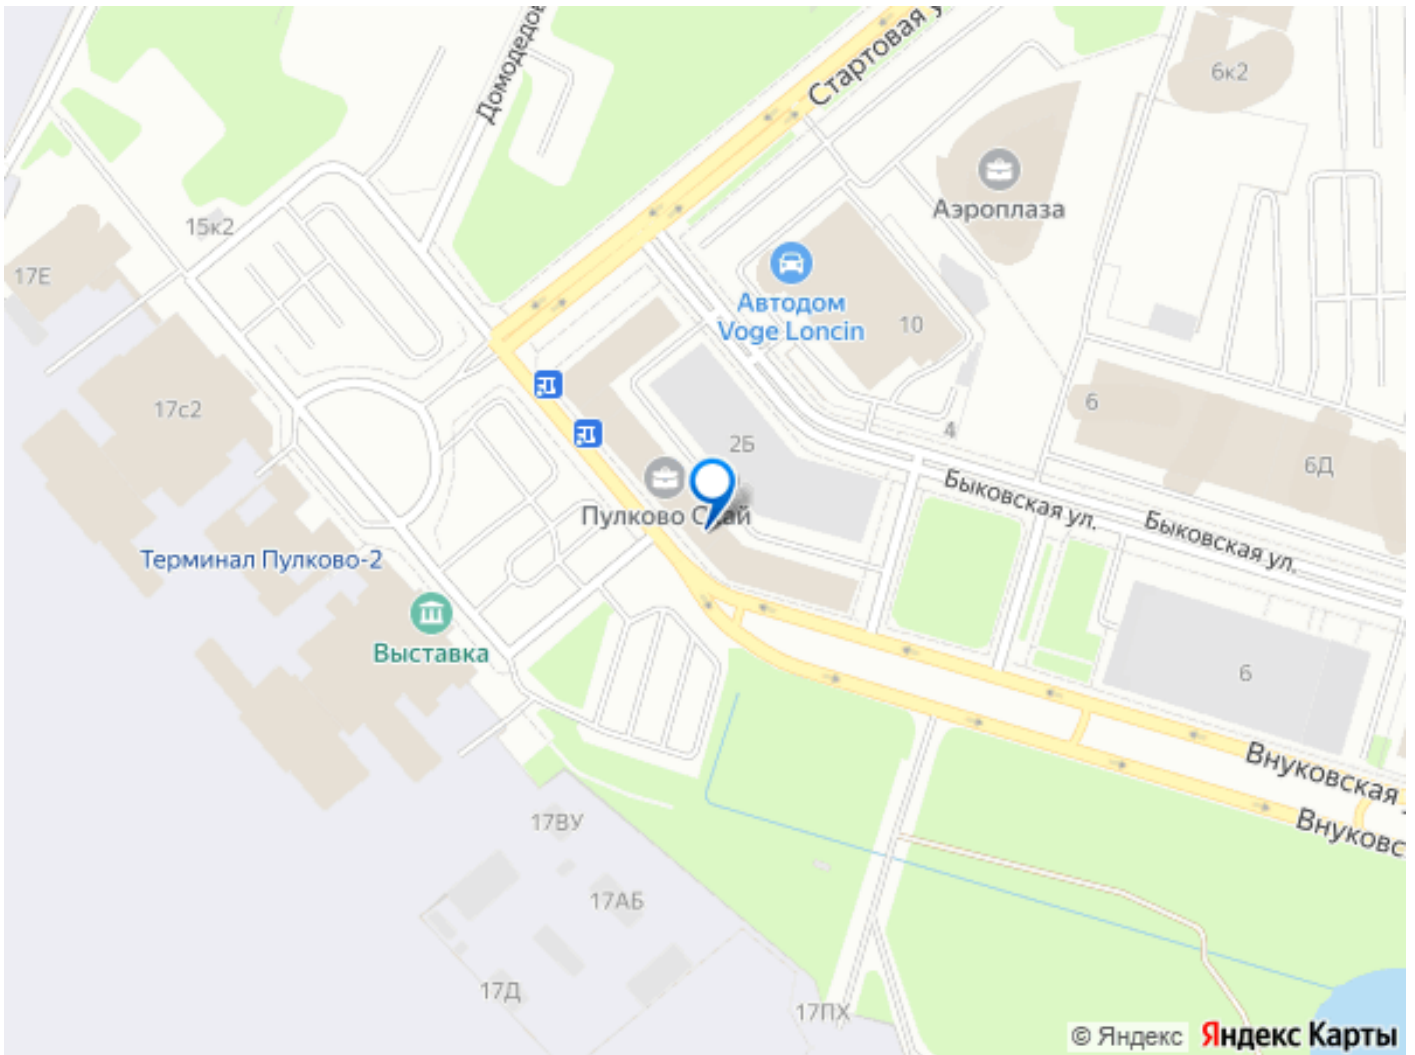 Стартовая у
Домодедов
6к2
Аэроплаза
15к2
17Е
Автодом
Voge Loncin
10
17с2
6
4
2Б
6Д
Быковская ул.
Быковская ул.
Пулково Скай
Терминал Пулково-2
Выставка
6
Внуковская у
Внуковс
17ВУ
17АБ
17Д
17ПХ
© Яндекс Яндекс Карты